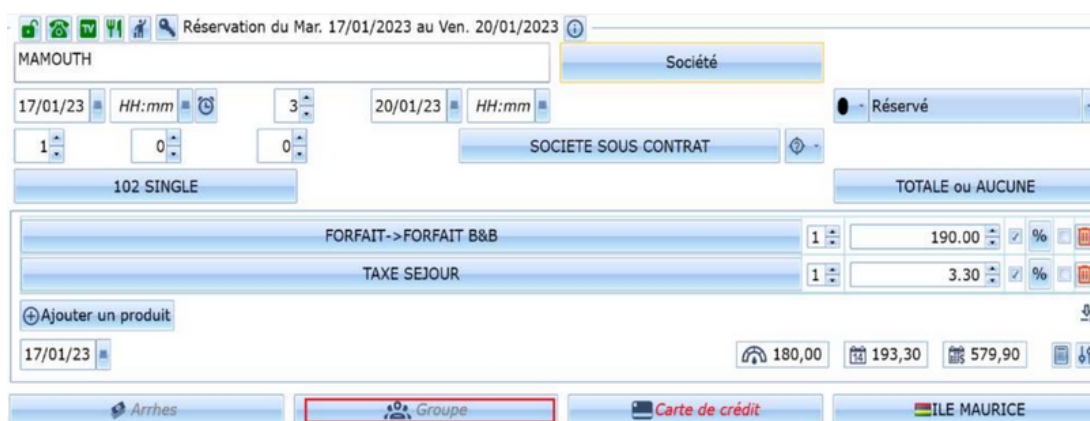 TV Réservation du Mar. 17/01/2023 au Ven. 20/01/2023
MAMOUTH Société
17/01/23 HH:mm 3 20/01/23 HH:mm Réservé
1 0 0 SOCIETE SOUS CONTRAT
102 SINGLE TOTALE ou AUCUNE
FORFAIT->FORFAIT B&B 1 190.00 %
TAXE SEJOUR 1 3.30 %
Ajouter un produit
17/01/23 180,00 193,30 579,90
Arrhes Groupe Carte de crédit ILE MAURICE